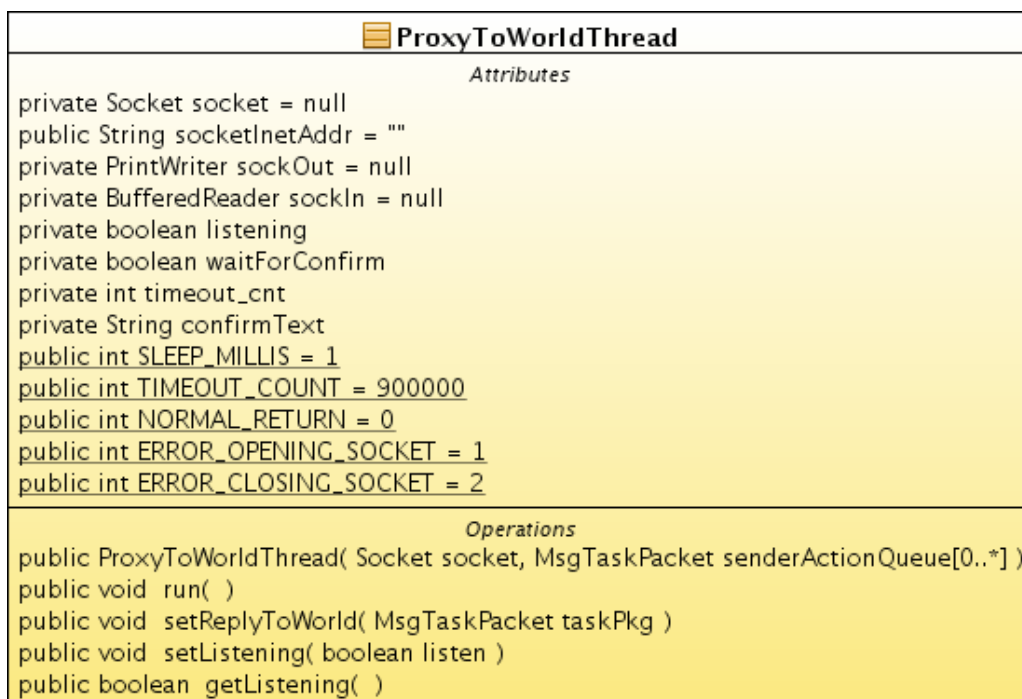 ProxyToWorldThread
Attributes
private Socket socket = null
public String socketInetAddr = ""
private PrintWriter sockOut = null
private BufferedReader sockIn = null
private boolean listening
private boolean waitForConfirm
private int timeout_cnt
private String confirmText
public int SLEEP_MILLIS = 1
public int TIMEOUT_COUNT = 900000
public int NORMAL_RETURN = 0
public int ERROR_OPENING_SOCKET = 1
public int ERROR_CLOSING_SOCKET = 2
Operations
public ProxyToWorldThread( Socket socket, MsgTaskPacket senderActionQueue[0..*] )
public void run( )
public void setReplyToWorld( MsgTaskPacket taskPkg )
public void setListening( boolean listen )
public boolean getListening( )